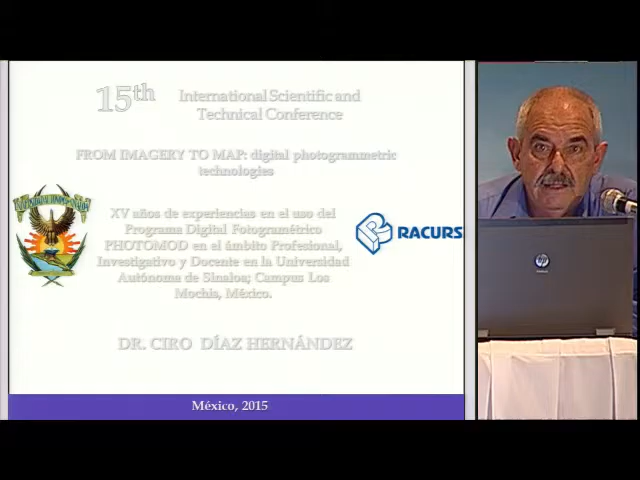 15th
International Scientific and
Technical Conference
FROM IMAGERY TO MAP: digital photogrammetric
technologies
XV años de experiencias en el uso del
Programa Digital Fotogramétrico
PHOTOMOD en el ámbito Profesional,
Investigativo y Docente en la Universidad
Autónoma de Sinaloa; Campus Los
Mochis, México.
RACURS
DR. CIRO DÍAZ HERNÁNDEZ
México, 2015
hp